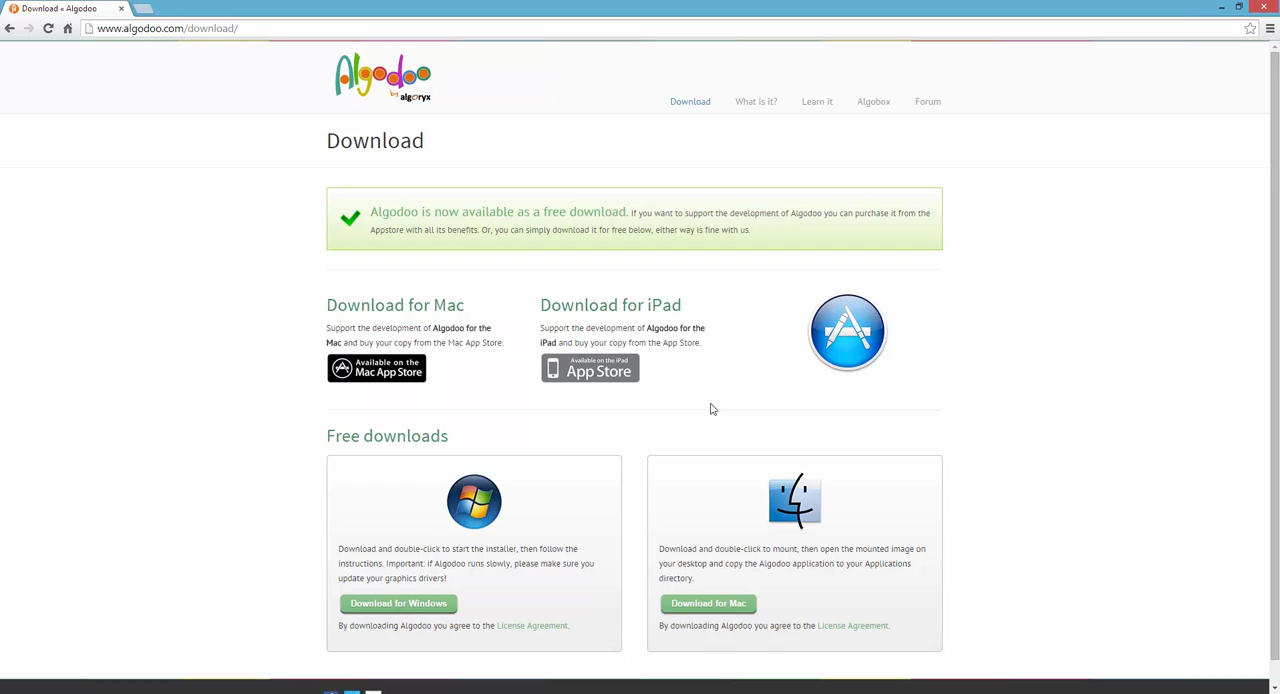 Download « Algodoo
www.algodoo.com/download/
Algodoo
by algoryx
Download What is it? Learn it Algobox Forum
Download
Algodoo is now available as a free download. If you want to support the development of Algodoo you can purchase it from the
Appstore with all its benefits. Or, you can simply download it for free below, either way is fine with us.
Download for Mac
Support the development of Algodoo for the
Mac and buy your copy from the Mac App Store.
Available on the
Mac App Store
Download for iPad
Support the development of Algodoo for the
iPad and buy your copy from the App Store.
Available on the iPad
App Store
Free downloads
Download and double-click to start the installer, then follow the
instructions. Important: if Algodoo runs slowly, please make sure you
update your graphics drivers!
Download for Windows
By downloading Algodoo you agree to the License Agreement.
Download and double-click to mount, then open the mounted image on
your desktop and copy the Algodoo application to your Applications
directory.
Download for Mac
By downloading Algodoo you agree to the License Agreement.